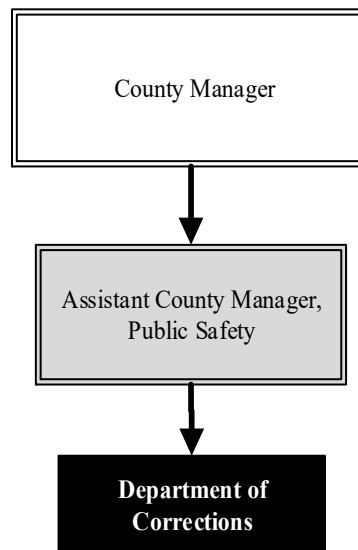 County Manager
Assistant County Manager,
Public Safety
Department of
Corrections